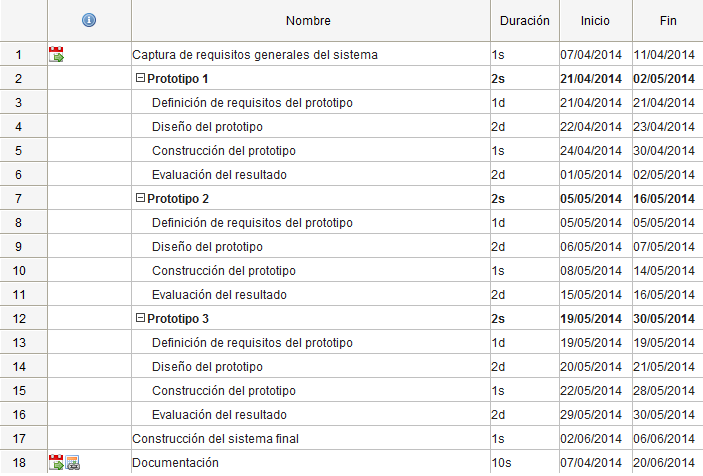 Nombre Duración Inicio Fin
1 Captura de requisitos generales del sistema 1s 07/04/2014 11/04/2014
2 Prototipo 1 2s 21/04/2014 02/05/2014
3 Definición de requisitos del prototipo 1d 21/04/2014 21/04/2014
4 Diseño del prototipo 2d 22/04/2014 23/04/2014
5 Construcción del prototipo 1s 24/04/2014 30/04/2014
6 Evaluación del resultado 2d 01/05/2014 02/05/2014
7 Prototipo 2 2s 05/05/2014 16/05/2014
8 Definición de requisitos del prototipo 1d 05/05/2014 05/05/2014
9 Diseño del prototipo 2d 06/05/2014 07/05/2014
10 Construcción del prototipo 1s 08/05/2014 14/05/2014
11 Evaluación del resultado 2d 15/05/2014 16/05/2014
12 Prototipo 3 2s 19/05/2014 30/05/2014
13 Definición de requisitos del prototipo 1d 19/05/2014 19/05/2014
14 Diseño del prototipo 2d 20/05/2014 21/05/2014
15 Construcción del prototipo 1s 22/05/2014 28/05/2014
16 Evaluación del resultado 2d 29/05/2014 30/05/2014
17 Construcción del sistema final 1s 02/06/2014 06/06/2014
18 Documentación 10s 07/04/2014 20/06/2014